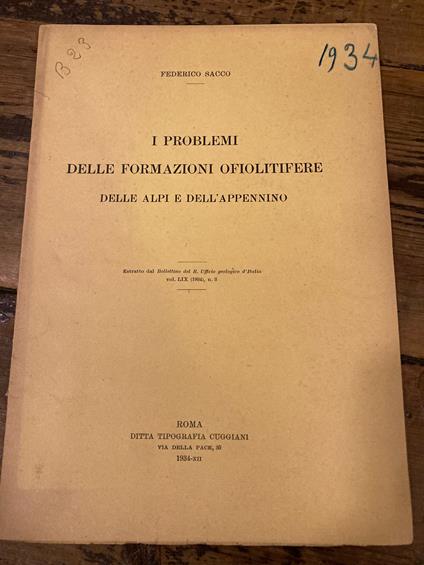 B 23
1934
FEDERICO SACCO
I PROBLEMI
DELLE FORMAZIONI OFIOLITIFERE
DELLE ALPI E DELL'APPENNINO
Estratto dal Bollettino del R. Ufficio geologico d'Italia
vol. LIX (1934), n. 3
ROMA
DITTA TIPOGRAFIA CUGGIANI
VIA DELLA PACE, 35
1934-XII